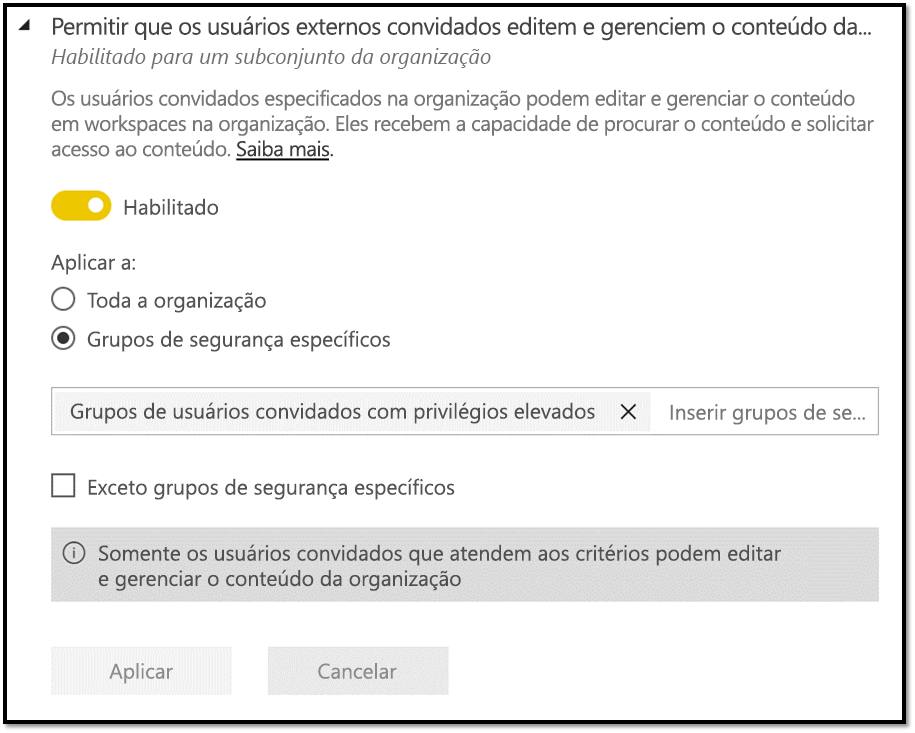 Permitir que os usuários externos convidados editem e gerenciem o conteúdo da...
Habilitado para um subconjunto da organização
Os usuários convidados especificados na organização podem editar e gerenciar o conteúdo
em workspaces na organização. Eles recebem a capacidade de procurar o conteúdo e solicitar
acesso ao conteúdo. Saiba mais.
Habilitado
Aplicar a:
Toda a organização
Grupos de segurança específicos
Grupos de usuários convidados com privilégios elevados Inserir grupos de se...
Exceto grupos de segurança específicos
Somente os usuários convidados que atendem aos critérios podem editar
e gerenciar o conteúdo da organização
Aplicar Cancelar